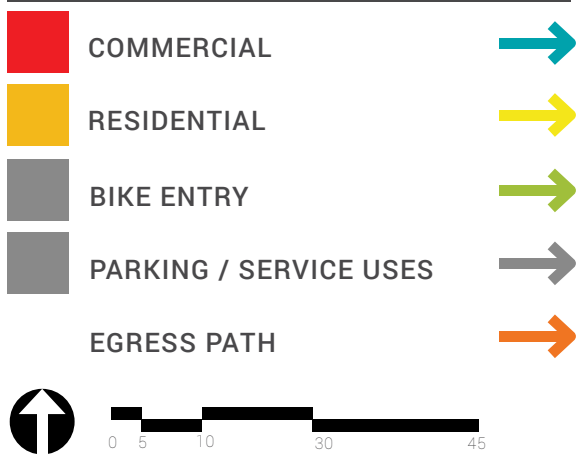 COMMERCIAL
RESIDENTIAL
BIKE ENTRY
PARKING / SERVICE USES
EGRESS PATH
0 5 10 30 45